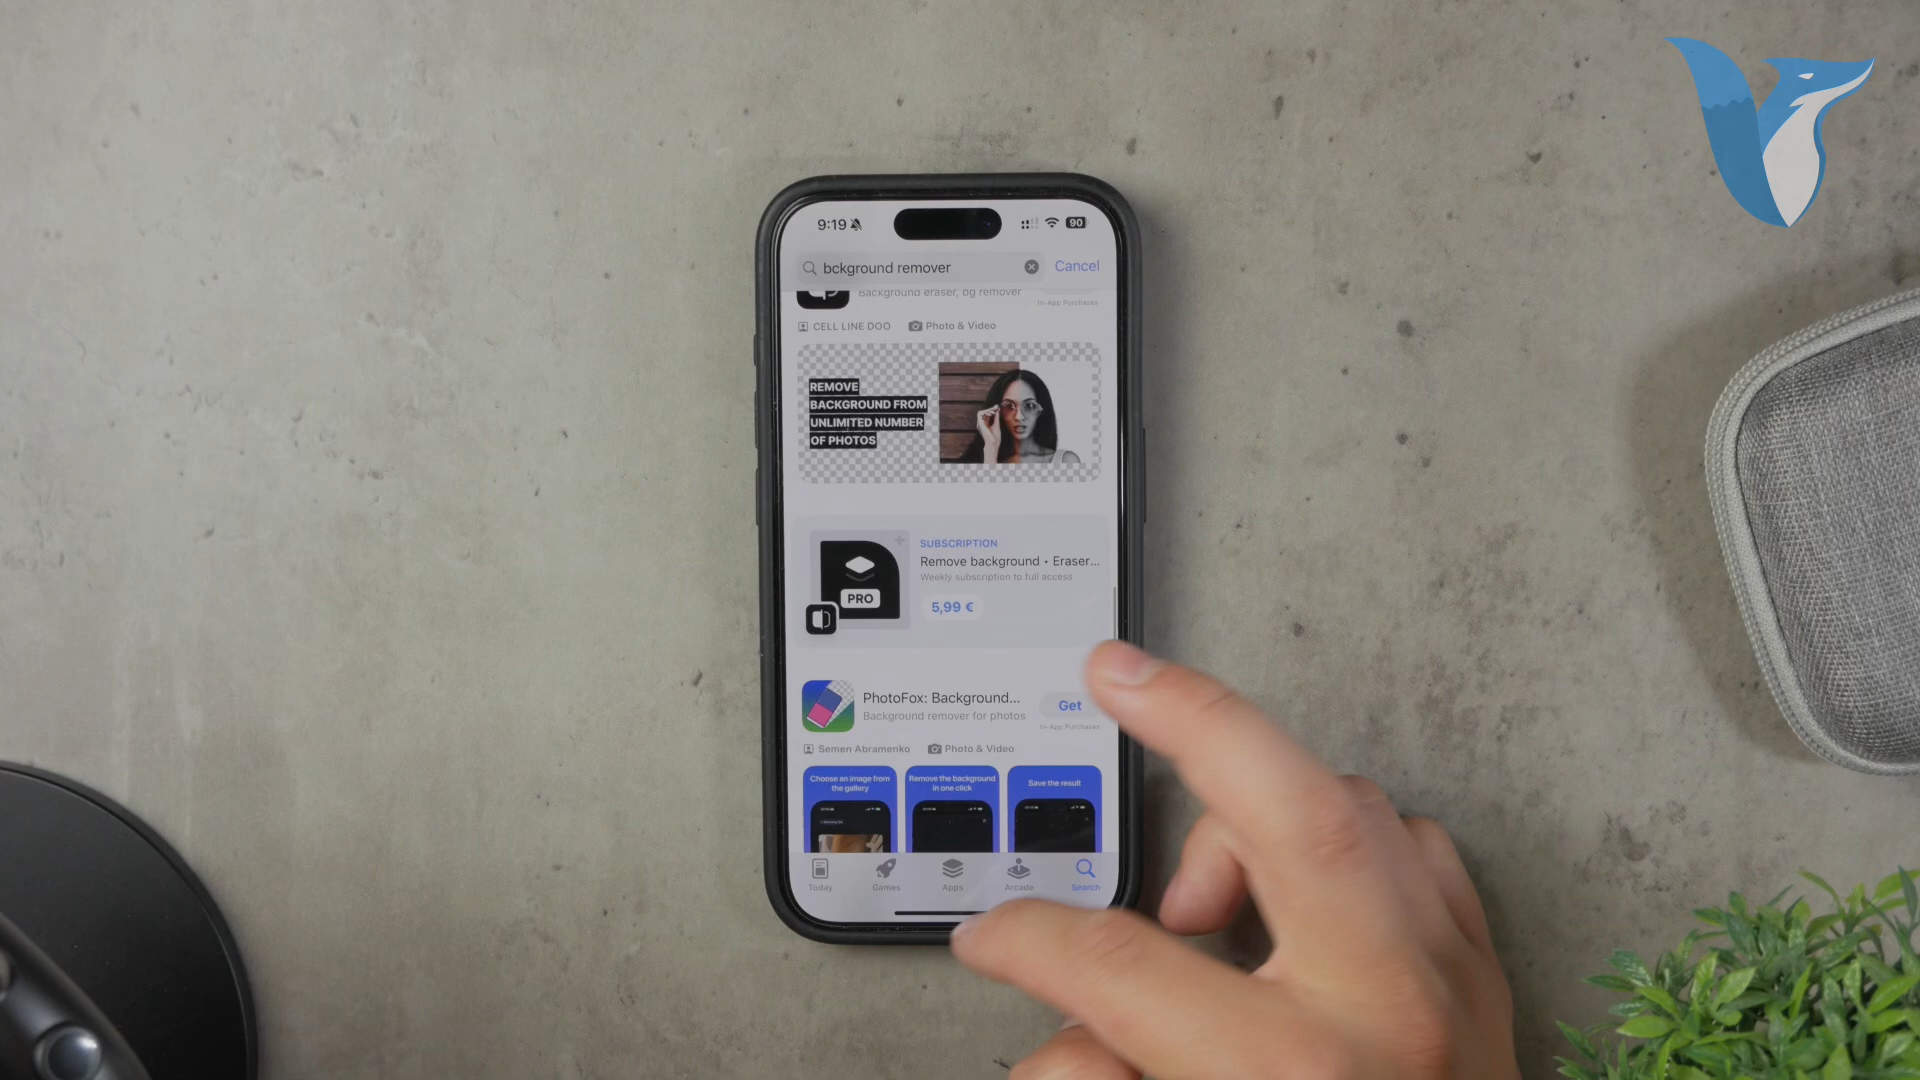 9:19
90
bckground remover
Cancel
Background eraser, bg remover
In-App Purchases
CELL LINE DOO
Photo & Video
REMOVE
BACKGROUND FROM
UNLIMITED NUMBER
OF PHOTOS
SUBSCRIPTION
Remove background • Eraser...
Weekly subscription to full access
PRO
5,99 €
PhotoFox: Background...
Get
Background remover for photos
In-App Purchases
Semen Abramenko
Photo & Video
Choose an image from
the gallery
Remove the background
in one click
Save the result
Today
Games
Apps
Arcade
Search